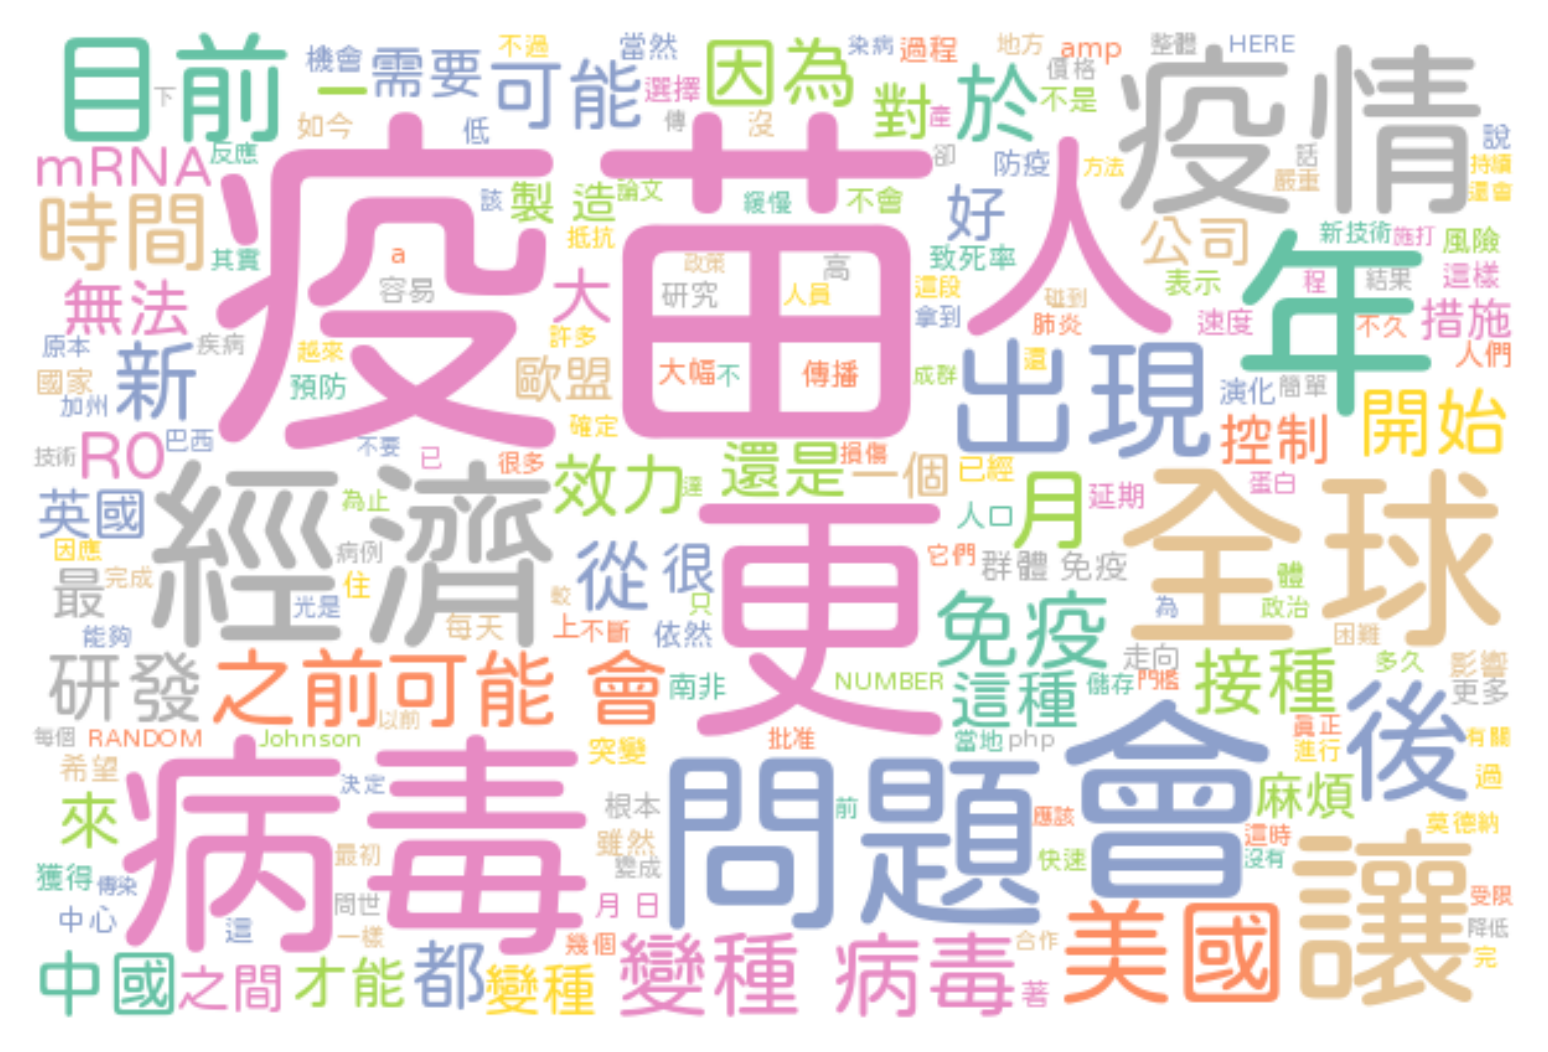 目前
下
機會
一
需要
不過
可能
當然
選擇
因為
染病
過程
對
產
於
地方
amp
價格
不是
整體
HERE
疫情
說
持續
還會
話
嚴重
如今
低
傳
沒
卻
防疫
方法
mRNA
反應
時間
其實
疫苗
該
製造
論文
緩慢
不會
抵抗
好
人
致死率
公司
表示
新技術
施打
風險
這樣
年
程
結果
不久
措施
人們
無法
a
容易
大
許多
政策
研究
高
人員
這段
拿到
碰到
肺炎
速度
原本
新
疾病
越來
國家
加州
預防
歐盟
大幅
不
傳播
成群
還
出現
演化
簡單
控制
開始
確定
技術
R0
巴西
不要
已
很多
效力
達
還是
損傷
一個
已經
月
延期
蛋白
英國
因應
經濟
為止
病例
人口
它們
群體 免疫
全球
體
政治
為
困難
最
完成
能夠
光是
住
較
從
很
只
更
每天
上
不斷
依然
免疫
走向
多久
影響
更多
研發
之前
可能
以前
會
南非
NUMBER
這種
儲存
門檻
接種
後
每個
RANDOM
Johnson
突變
批准
當地
php
會
真正
進行
有關
過
希望
來
病毒
決定
最初
根本
雖然
變成
問題
前
應該
快速
麻煩
這時
沒有
莫德納
讓
獲得
傳染
中心
這
問世
一樣
幾個
月 日
合作
受限
降低
完
中國
之間
才能
都
變種
變種 病毒
著
美國